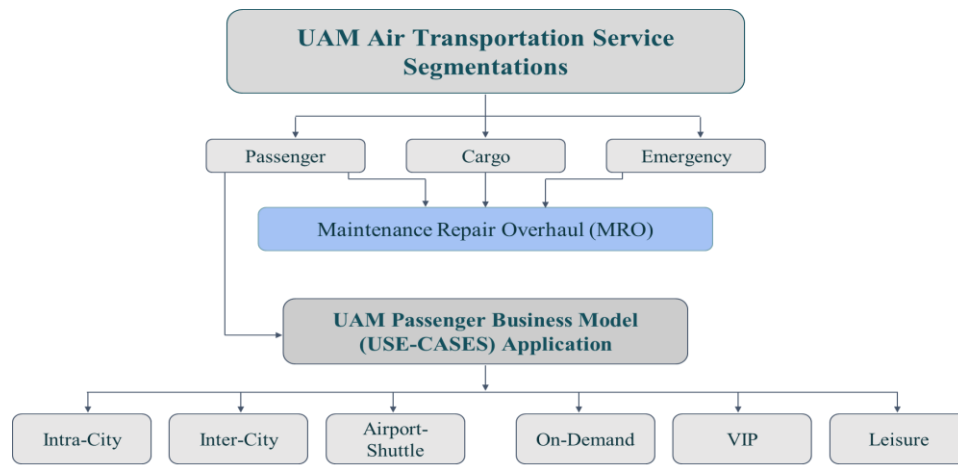 UAM Air Transportation Service
Segmentations
Passenger
Cargo
Emergency
Maintenance Repair Overhaul (MRO)
UAM Passenger Business Model
(USE-CASES) Application
Intra-City
Inter-City
Airport-
Shuttle
On-Demand
VIP
Leisure